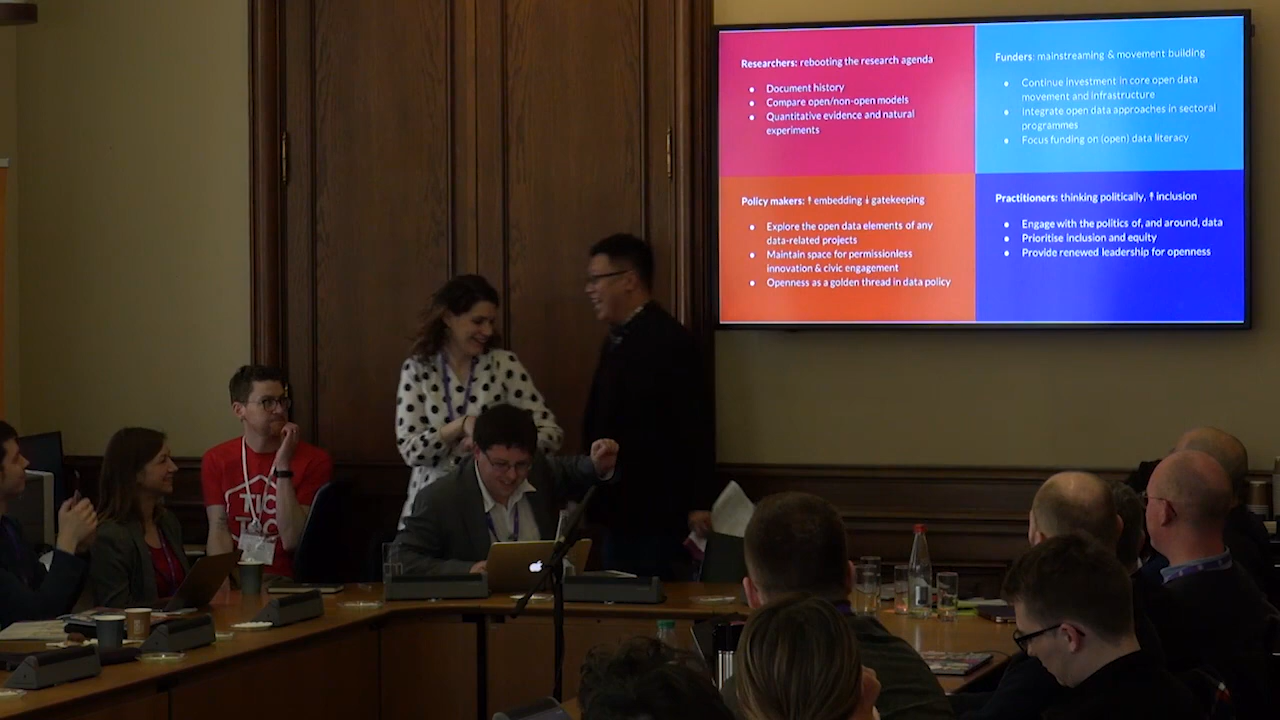 Researchers: rebooting the research agenda
● Document history
● Compare open/non-open models
● Quantitative evidence and natural
experiments
Funders: mainstreaming & movement building
● Continue investment in core open data
movement and infrastructure
● Integrate open data approaches in sectoral
programmes
● Focus funding on (open) data literacy
Policy makers: ⬆ embedding ⬇ gatekeeping
● Explore the open data elements of any
data-related projects
● Maintain space for permissionless
innovation & civic engagement
● Openness as a golden thread in data policy
Practitioners: thinking politically, ⬆ inclusion
● Engage with the politics of, and around, data
● Prioritise inclusion and equity
● Provide renewed leadership for openness